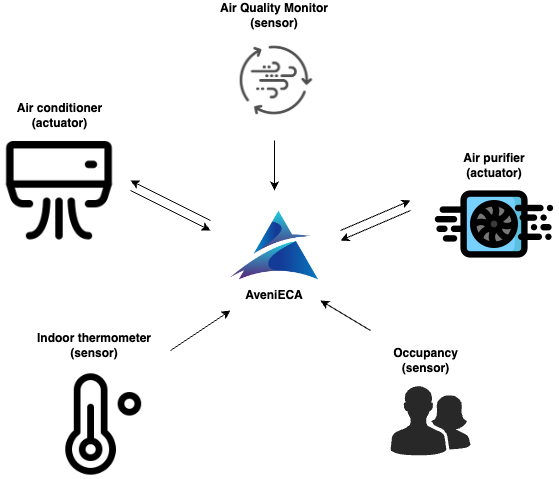 Air Quality Monitor
(sensor)
Air conditioner
(actuator)
Air purifier
(actuator)
AveniECA
Indoor thermometer
(sensor)
Occupancy
(sensor)